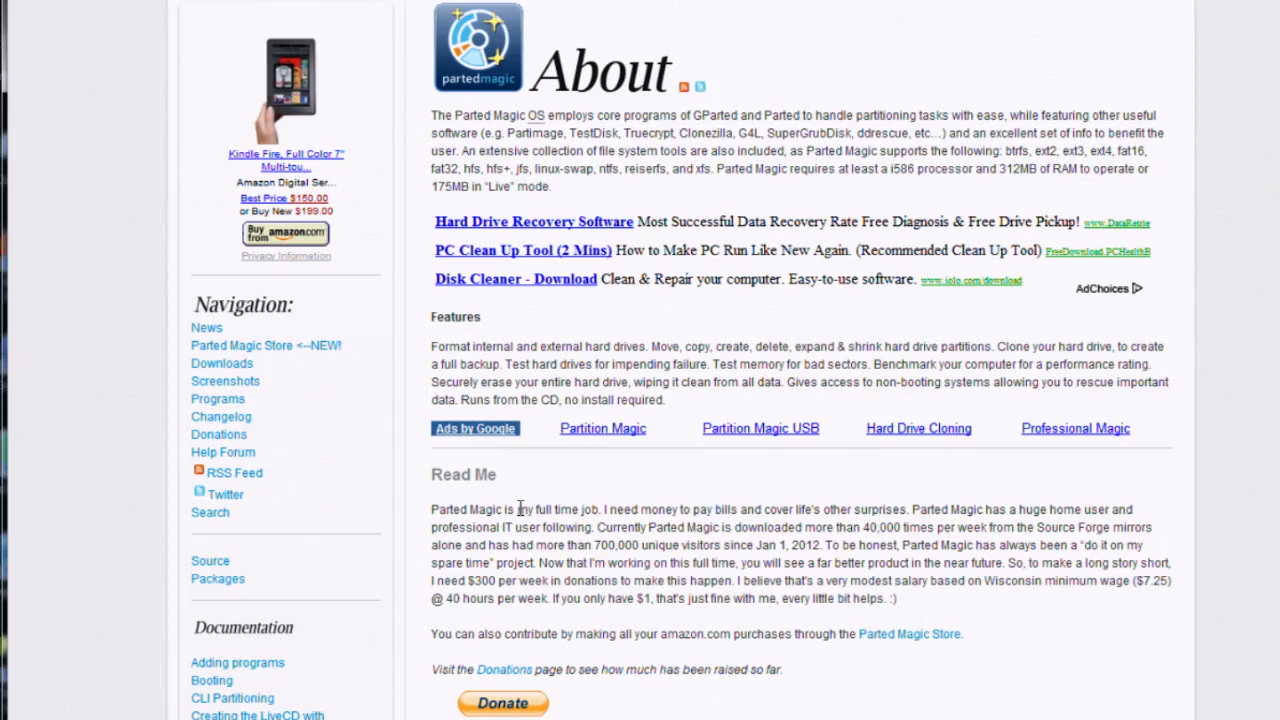 Kindle Fire, Full Color 7"
Multi-tou...
Amazon Digital Ser...
Best Price $150.00
or Buy New $199.00
Buy from amazon.com
Privacy Information
Navigation:
News
Parted Magic Store <--NEW!
Downloads
Screenshots
Programs
Changelog
Donations
Help Forum
RSS Feed
Twitter
Search
Source
Packages
Documentation
Adding programs
Booting
CLI Partitioning
Creating the LiveCD with
partedmagic
About
The Parted Magic OS employs core programs of GParted and Parted to handle partitioning tasks with ease, while featuring other useful
software (e.g. Partimage, TestDisk, Truecrypt, Clonezilla, G4L, SuperGrubDisk, ddrescue, etc…) and an excellent set of info to benefit the
user. An extensive collection of file system tools are also included, as Parted Magic supports the following: btrfs, ext2, ext3, ext4, fat16,
fat32, hfs, hfs+, jfs, linux-swap, ntfs, reiserfs, and xfs. Parted Magic requires at least a i586 processor and 312MB of RAM to operate or
175MB in “Live” mode.
Hard Drive Recovery Software Most Successful Data Recovery Rate Free Diagnosis & Free Drive Pickup! www.DataRetrie
PC Clean Up Tool (2 Mins) How to Make PC Run Like New Again. (Recommended Clean Up Tool) FreeDownload.PCHealthB
Disk Cleaner - Download Clean & Repair your computer. Easy-to-use software. www.iolo.com/download
AdChoices
Features
Format internal and external hard drives. Move, copy, create, delete, expand & shrink hard drive partitions. Clone your hard drive, to create
a full backup. Test hard drives for impending failure. Test memory for bad sectors. Benchmark your computer for a performance rating.
Securely erase your entire hard drive, wiping it clean from all data. Gives access to non-booting systems allowing you to rescue important
data. Runs from the CD, no install required.
Ads by Google Partition Magic Partition Magic USB Hard Drive Cloning Professional Magic
Read Me
Parted Magic is my full time job. I need money to pay bills and cover life’s other surprises. Parted Magic has a huge home user and
professional IT user following. Currently Parted Magic is downloaded more than 40,000 times per week from the Source Forge mirrors
alone and has had more than 700,000 unique visitors since Jan 1, 2012. To be honest, Parted Magic has always been a “do it on my
spare time” project. Now that I’m working on this full time, you will see a far better product in the near future. So, to make a long story short,
I need $300 per week in donations to make this happen. I believe that’s a very modest salary based on Wisconsin minimum wage ($7.25)
@ 40 hours per week. If you only have $1, that’s just fine with me, every little bit helps. :)
You can also contribute by making all your amazon.com purchases through the Parted Magic Store.
Visit the Donations page to see how much has been raised so far.
Donate